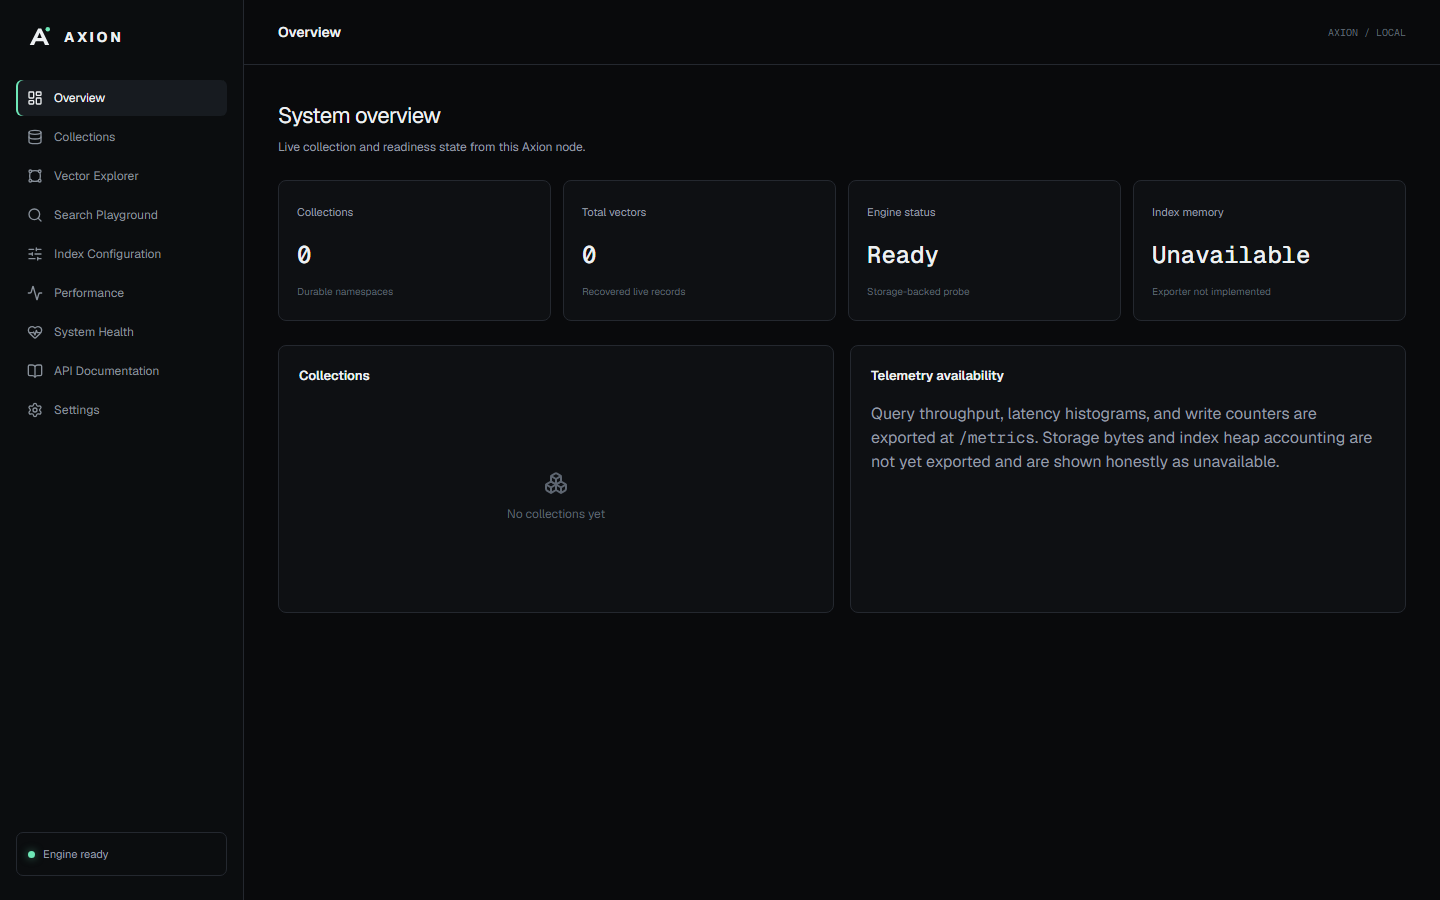 AXION
Overview
Collections
Vector Explorer
Search Playground
Index Configuration
Performance
System Health
API Documentation
Settings
Engine ready
Overview
AXION / LOCAL
System overview
Live collection and readiness state from this Axion node.
Collections
0
Durable namespaces
Total vectors
0
Recovered live records
Engine status
Ready
Storage-backed probe
Index memory
Unavailable
Exporter not implemented
Collections
No collections yet
Telemetry availability
Query throughput, latency histograms, and write counters are
exported at /metrics. Storage bytes and index heap accounting are
not yet exported and are shown honestly as unavailable.